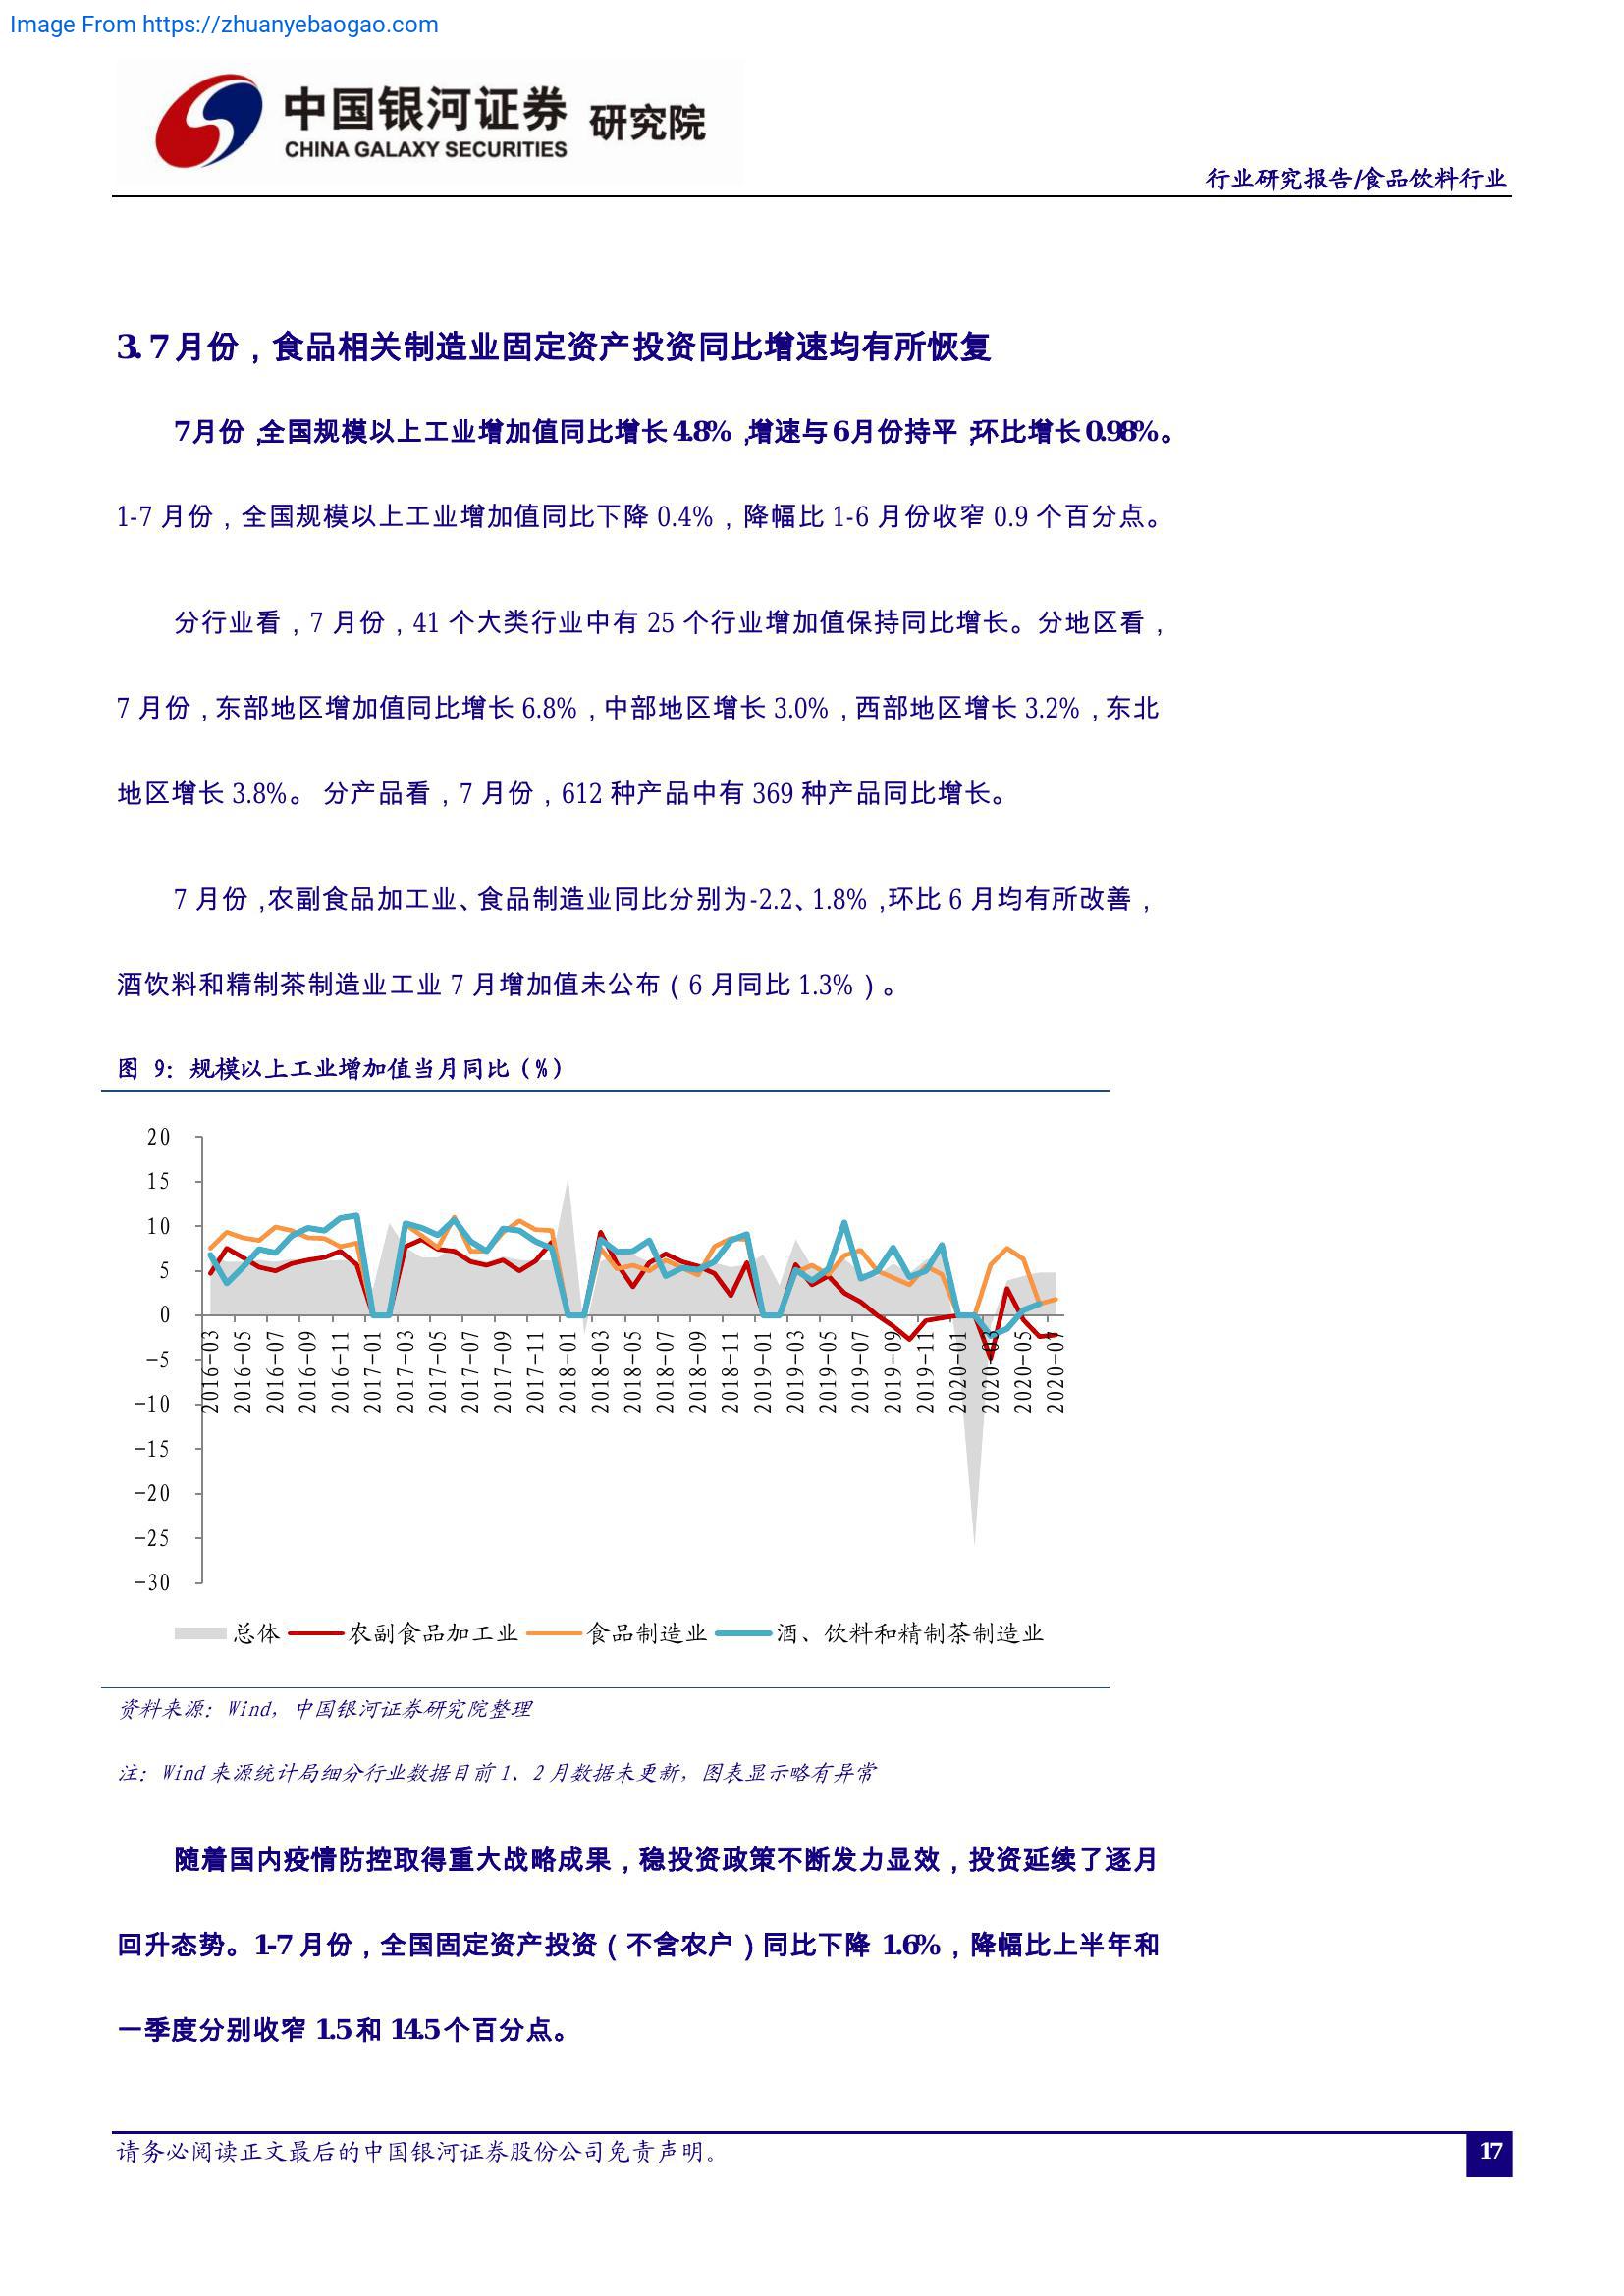 Image From https://zhuanyebaogao.com
中国银河证券 研究院
CHINA GALAXY SECURITIES
行业研究报告/食品饮料行业
3. 7 月份，食品相关制造业固定资产投资同比增速均有所恢复
7月份，全国规模以上工业增加值同比增长 4.8%，增速与 6月份持平，环比增长 0.98%。
1-7 月份，全国规模以上工业增加值同比下降 0.4%，降幅比 1-6 月份收窄 0.9 个百分点。
分行业看，7 月份，41 个大类行业中有 25 个行业增加值保持同比增长。分地区看，
7 月份，东部地区增加值同比增长 6.8%，中部地区增长 3.0%，西部地区增长 3.2%，东北
地区增长 3.8%。 分产品看，7 月份，612 种产品中有 369 种产品同比增长。
7 月份，农副食品加工业、食品制造业同比分别为-2.2、1.8%，环比 6 月均有所改善，
酒饮料和精制茶制造业工业 7 月增加值未公布（6 月同比 1.3%）。
图 9：规模以上工业增加值当月同比（%）
20
15
10
5
0
-5
-10
-15
-20
-25
-30
2016-03
2016-05
2016-07
2016-09
2016-11
2017-01
2017-03
2017-05
2017-07
2017-09
2017-11
2018-01
2018-03
2018-05
2018-07
2018-09
2018-11
2019-01
2019-03
2019-05
2019-07
2019-09
2019-11
2020-01
2020-03
2020-05
2020-07
总体 农副食品加工业 食品制造业 酒、饮料和精制茶制造业
资料来源：Wind，中国银河证券研究院整理
注：Wind 来源统计局细分行业数据目前 1、2 月数据未更新，图表显示略有异常
随着国内疫情防控取得重大战略成果，稳投资政策不断发力显效，投资延续了逐月
回升态势。1-7 月份，全国固定资产投资（不含农户）同比下降 1.6%，降幅比上半年和
一季度分别收窄 1.5 和 14.5 个百分点。
请务必阅读正文最后的中国银河证券股份公司免责声明。
17